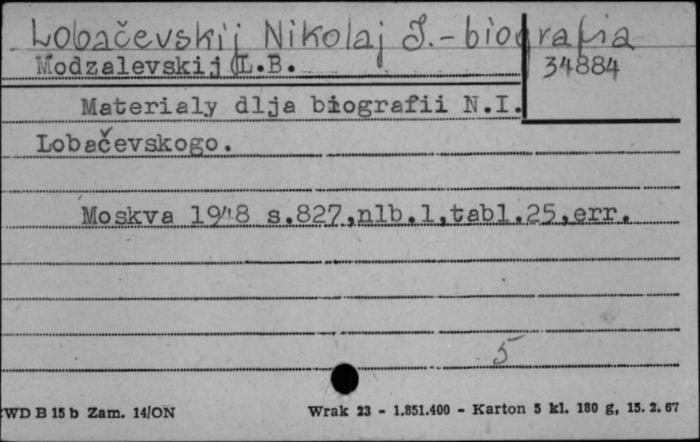 Lobačevskij Nikolaj J.-biografia
Modzalevskij L.B.
34884
Materialy dlja biografii N.I.
Lobačevskogo.
Moskva 1948 s.827,nlb.1,tabl.25,err.
5
WD B 15 b Zam. 14/ON
Wrak 23 - 1.851.400 - Karton 5 kl. 180 g, 15. 2. 67